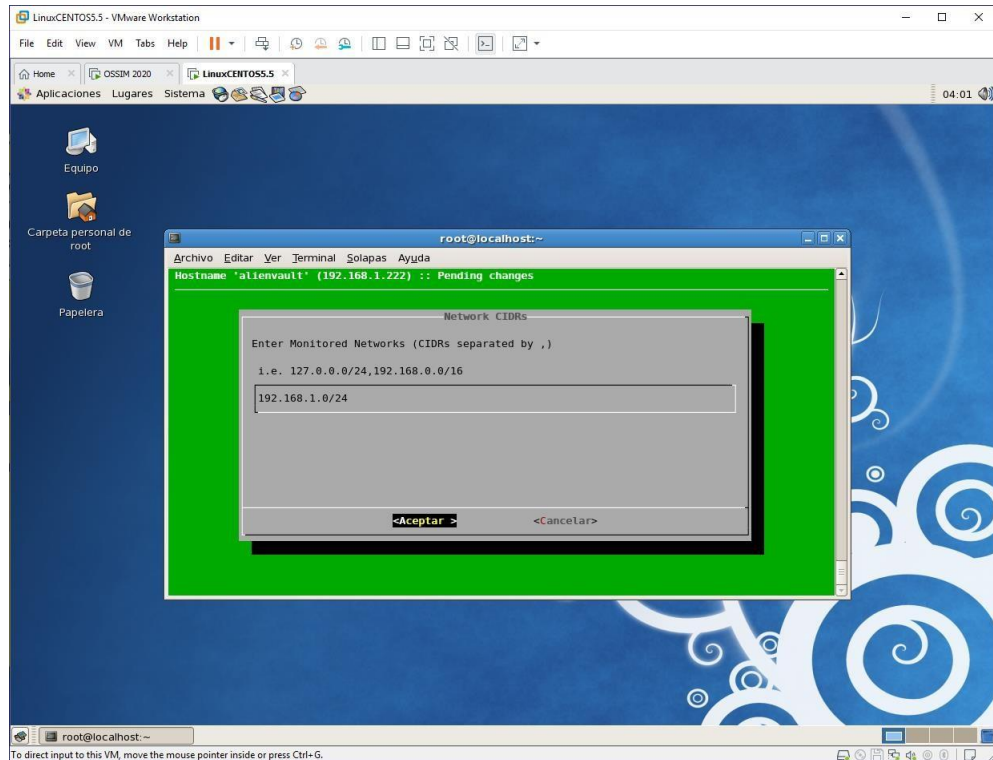 LinuxCENTOS5.5 - VMware Workstation
File Edit View VM Tabs Help
Home OSSIM 2020 LinuxCENTOS5.5
Aplicaciones Lugares Sistema 04:01
Equipo
Carpeta personal de
root
Papelera
root@localhost:~
Archivo Editar Ver Terminal Solapas Ayuda
Hostname 'alienvault' (192.168.1.222) :: Pending changes
Network CIDRs
Enter Monitored Networks (CIDRs separated by ,)
i.e. 127.0.0.0/24,192.168.0.0/16
192.168.1.0/24
<Aceptar > <Cancelar>
root@localhost:~
To direct input to this VM, move the mouse pointer inside or press Ctrl+G.